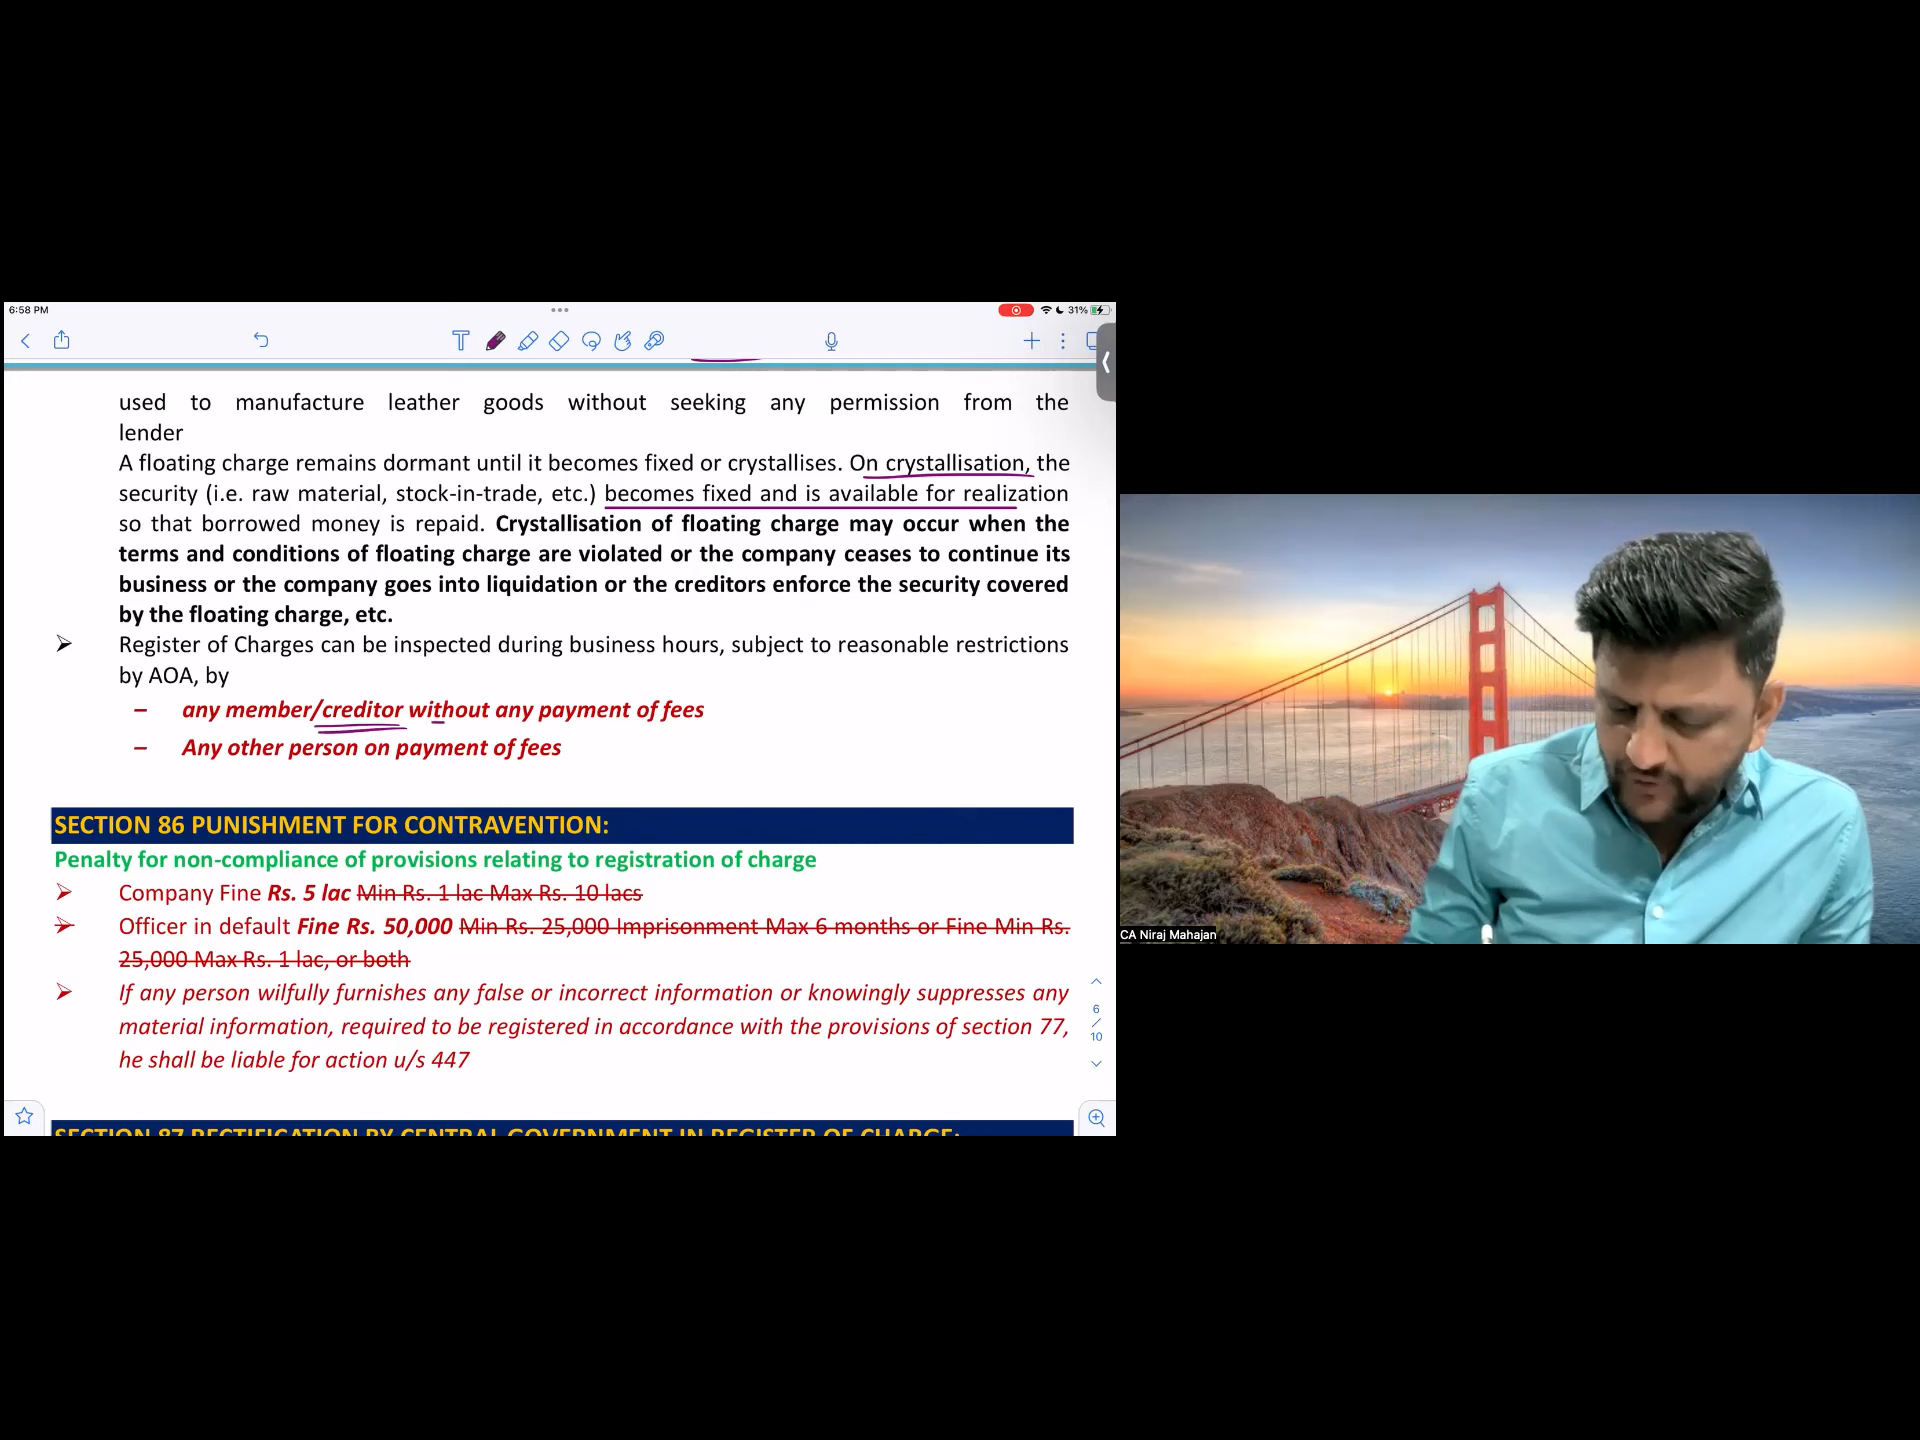 6:58 PM
31%
used to manufacture leather goods without seeking any permission from the
lender
A floating charge remains dormant until it becomes fixed or crystallises. On crystallisation, the
security (i.e. raw material, stock-in-trade, etc.) becomes fixed and is available for realization
so that borrowed money is repaid. Crystallisation of floating charge may occur when the
terms and conditions of floating charge are violated or the company ceases to continue its
business or the company goes into liquidation or the creditors enforce the security covered
by the floating charge, etc.
➢ Register of Charges can be inspected during business hours, subject to reasonable restrictions
by AOA, by
– any member/creditor without any payment of fees
– Any other person on payment of fees
SECTION 86 PUNISHMENT FOR CONTRAVENTION:
Penalty for non-compliance of provisions relating to registration of charge
➢ Company Fine Rs. 5 lac Min Rs. 1 lac Max Rs. 10 lacs
➢ Officer in default Fine Rs. 50,000 Min Rs. 25,000 Imprisonment Max 6 months or Fine Min Rs.
25,000 Max Rs. 1 lac, or both
➢ If any person wilfully furnishes any false or incorrect information or knowingly suppresses any
material information, required to be registered in accordance with the provisions of section 77,
he shall be liable for action u/s 447
6
/
10
SECTION 87 RECTIFICATION BY CENTRAL GOVERNMENT IN REGISTER OF CHARGE:
CA Niraj Mahajan